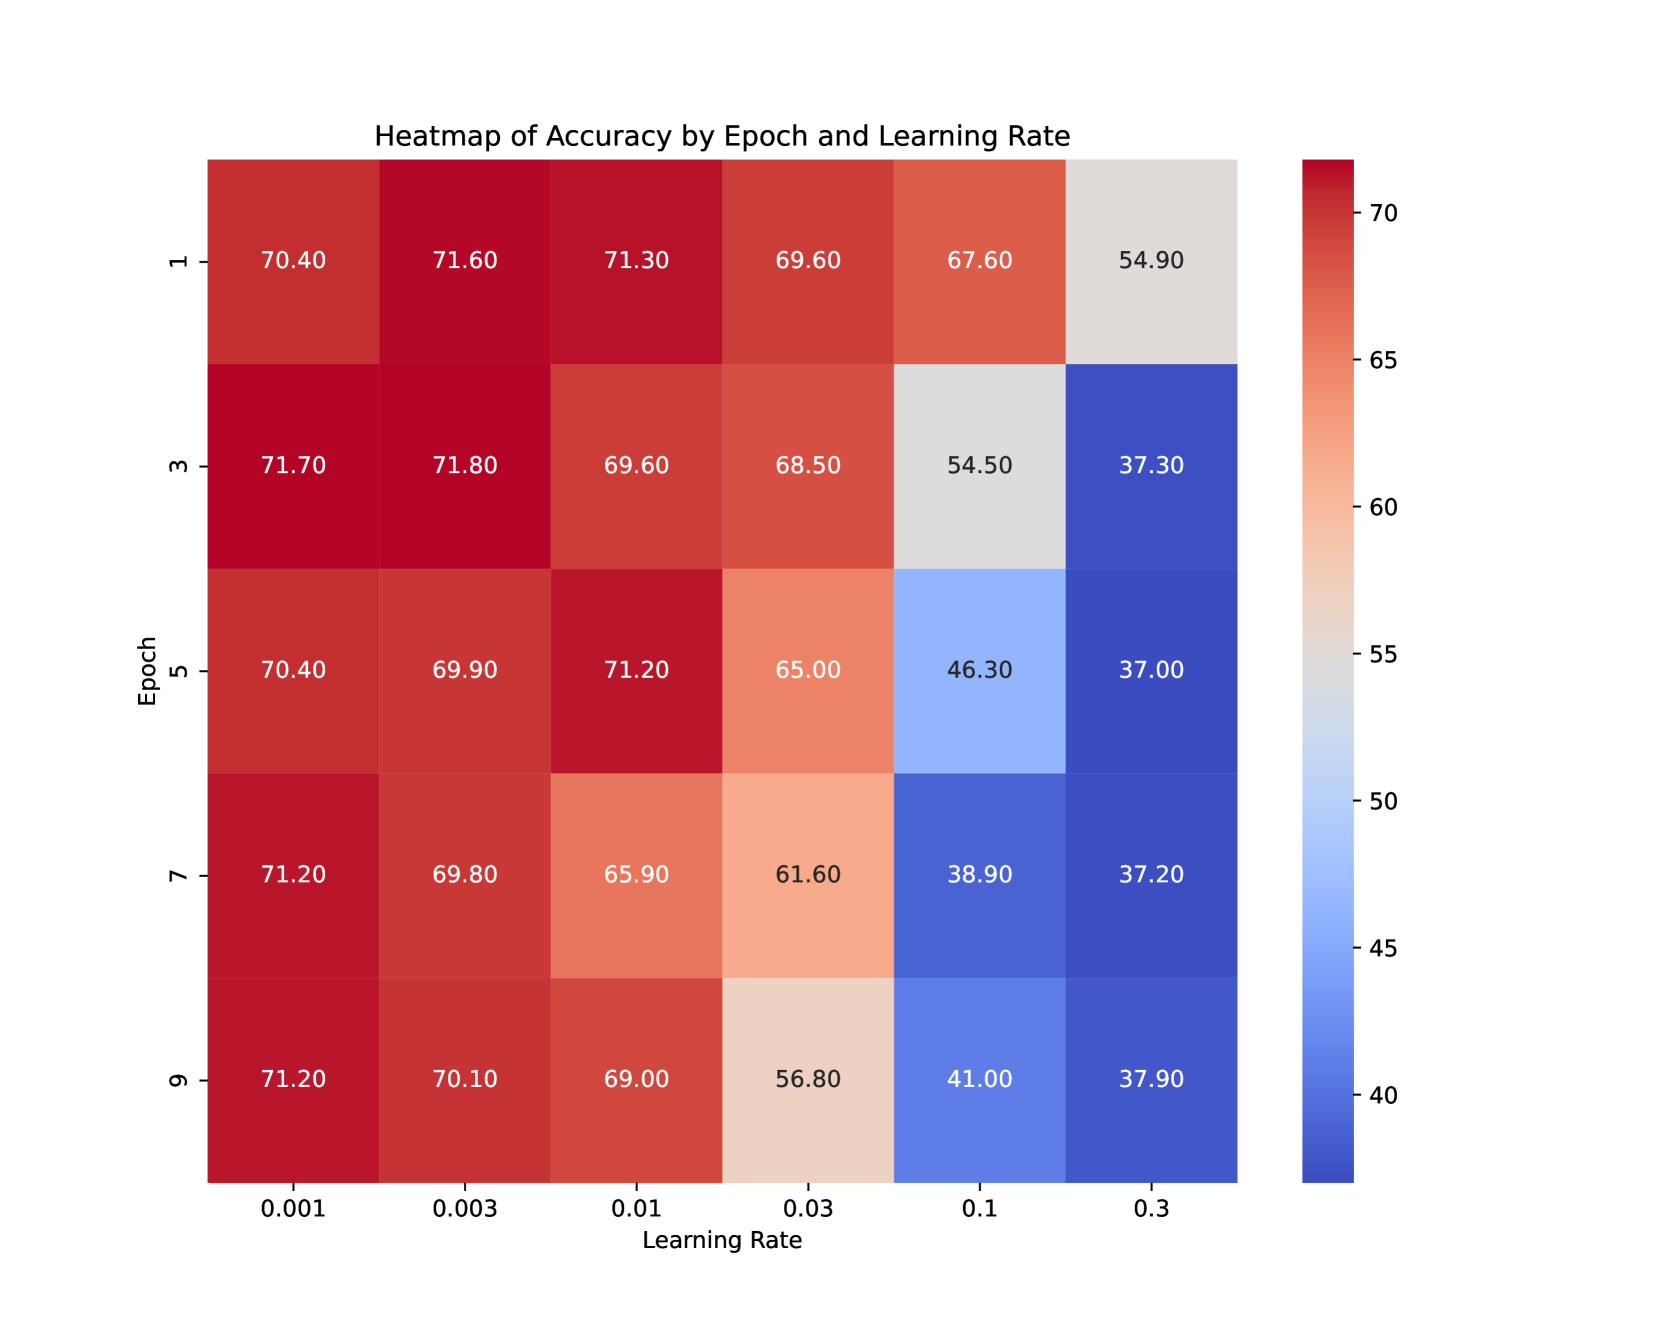 Heatmap of Accuracy by Epoch and Learning Rate
1 70.40 71.60 71.30 69.60 67.60 54.90
3 71.70 71.80 69.60 68.50 54.50 37.30
5 70.40 69.90 71.20 65.00 46.30 37.00
7 71.20 69.80 65.90 61.60 38.90 37.20
9 71.20 70.10 69.00 56.80 41.00 37.90
Epoch
0.001 0.003 0.01 0.03 0.1 0.3
Learning Rate
70
65
60
55
50
45
40